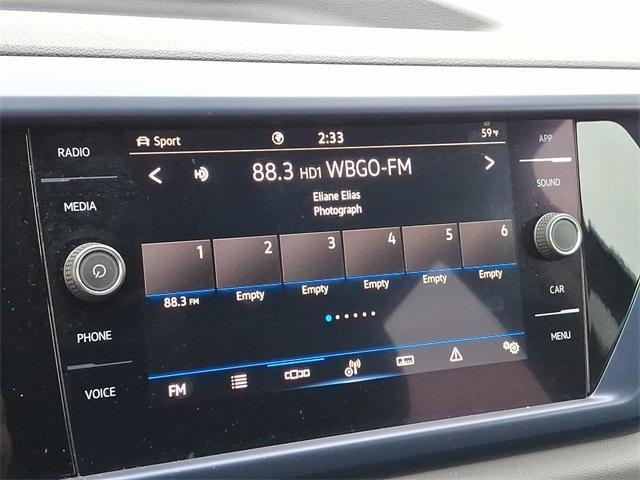 Sport 2:33 59 °F
RADIO
MEDIA
PHONE
VOICE
88.3 HD1 WBGO-FM
Eliane Elias
Photograph
1 2 3 4 5 6
88.3 FM Empty Empty Empty Empty Empty
FM
APP
SOUND
CAR
MENU